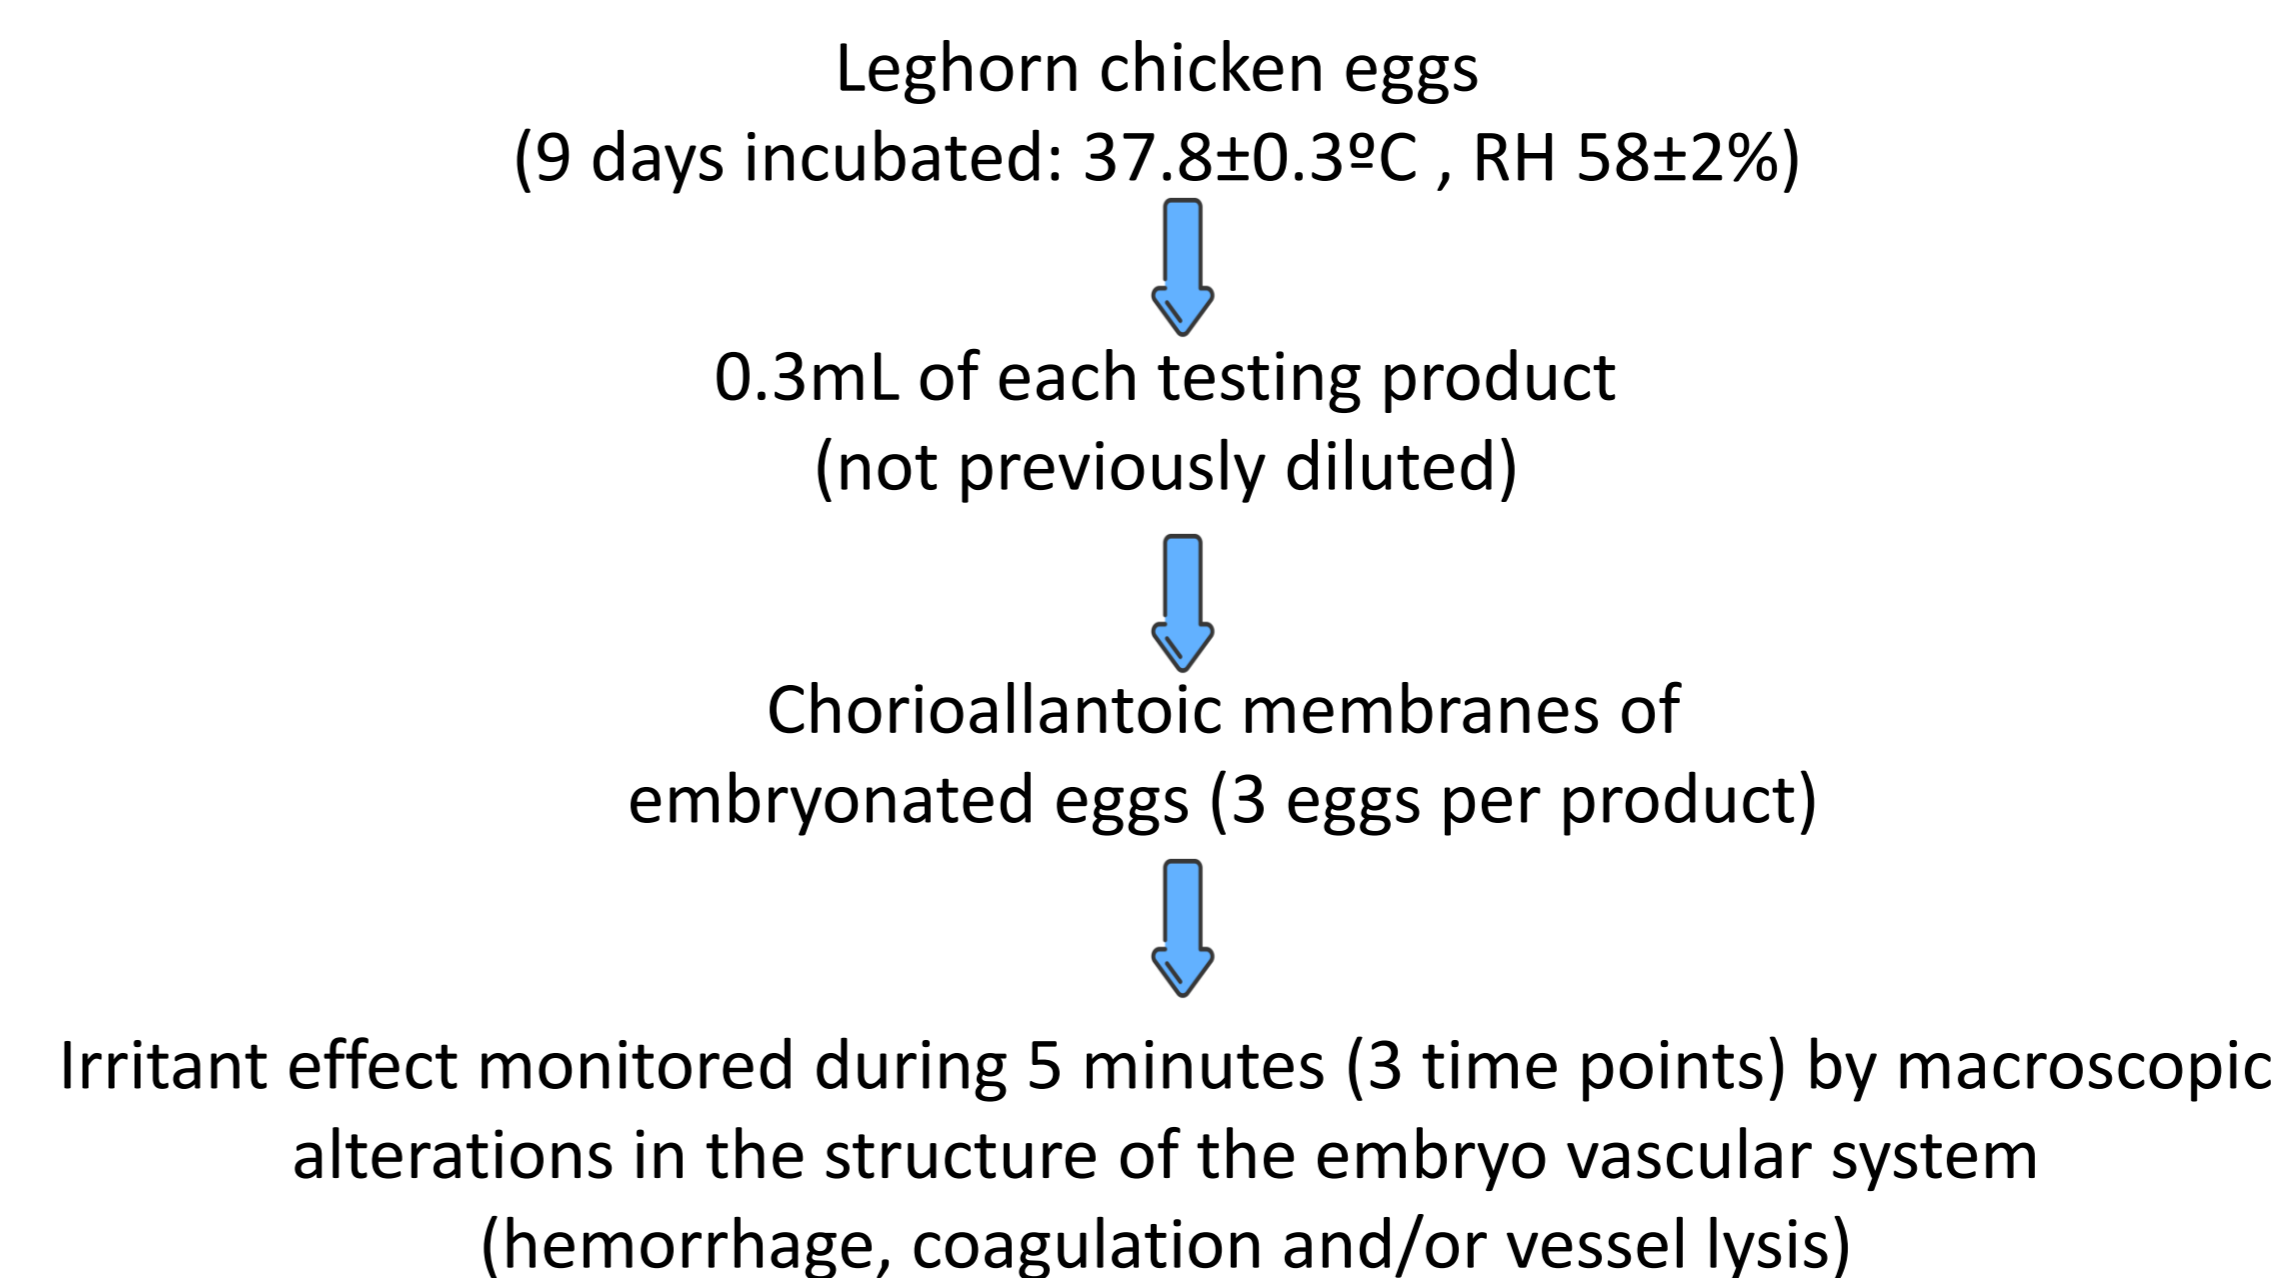 Leghorn chicken eggs
(9 days incubated: 37.8±0.3ºC , RH 58±2%)
0.3mL of each testing product
(not previously diluted)
Chorioallantoic membranes of
embryonated eggs (3 eggs per product)
Irritant effect monitored during 5 minutes (3 time points) by macroscopic
alterations in the structure of the embryo vascular system
(hemorrhage, coagulation and/or vessel lysis)